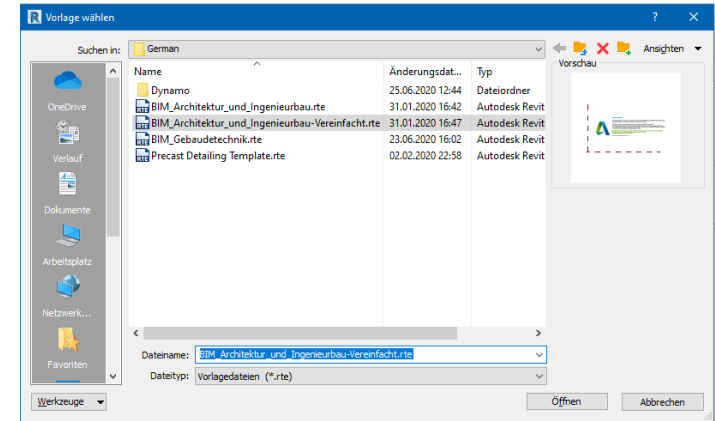 Vorlage wählen
Suchen in: German Ansichten
Vorschau
Name Änderungsdat... Typ
Dynamo 25.06.2020 12:44 Dateiordner
BIM_Architektur_und_Ingenieurbau.rte 31.01.2020 16:42 Autodesk Revit
BIM_Architektur_und_Ingenieurbau-Vereinfacht.rte 31.01.2020 16:47 Autodesk Revit
BIM_Gebaudetechnik.rte 23.06.2020 16:02 Autodesk Revit
Precast Detailing Template.rte 02.02.2020 22:58 Autodesk Revit
OneDrive
Verlauf
Dokumente
Arbeitsplatz
Netzwerk...
Favoriten
Dateiname: BIM_Architektur_und_Ingenieurbau-Vereinfacht.rte
Dateityp: Vorlagedateien (*.rte)
Werkzeuge Öffnen Abbrechen